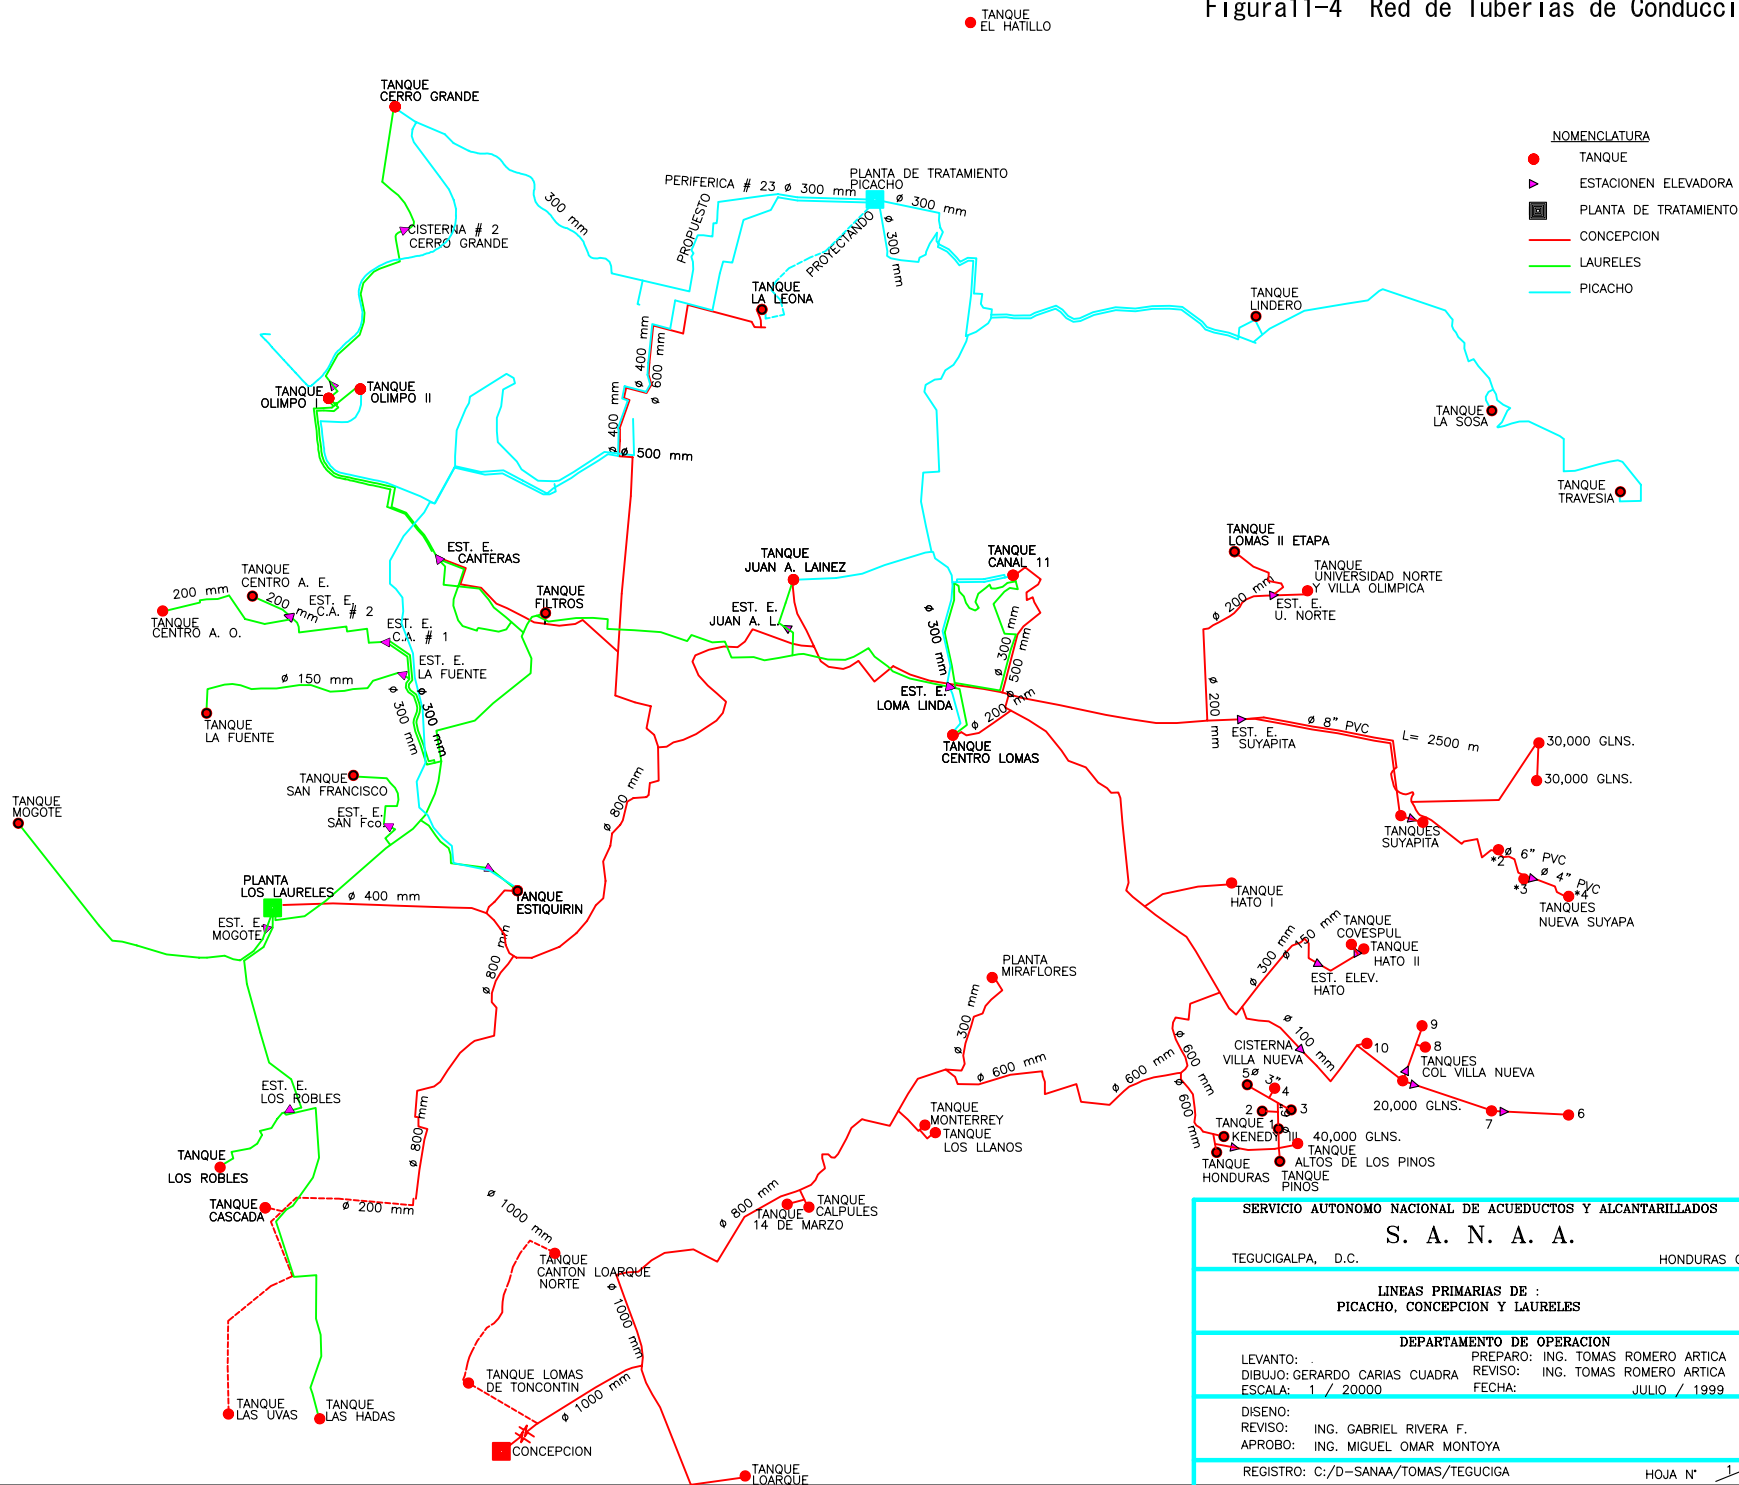 Figura11-4 Red de Tuberías de Conducci
TANQUE
EL HATILLO
TANQUE
CERRO GRANDE
NOMENCLATURA
TANQUE
ESTACIONEN ELEVADORA
PLANTA DE TRATAMIENTO
CONCEPCION
LAURELES
PICACHO
PLANTA DE TRATAMIENTO
PICACHO
PERIFERICA # 23 ø 300 mm
ø 300 mm
300 mm
PROPUESTO
PROYECTANDO
ø 300 mm
CISTERNA # 2
CERRO GRANDE
TANQUE
LA LEONA
TANQUE
LINDERO
ø 400 mm
ø 600 mm
TANQUE
OLIMPO I
TANQUE
OLIMPO II
ø 400 mm
ø 500 mm
TANQUE
LA SOSA
TANQUE
TRAVESIA
EST. E.
CANTERAS
TANQUE
JUAN A. LAINEZ
TANQUE
CANAL 11
TANQUE
LOMAS II ETAPA
TANQUE
UNIVERSIDAD NORTE
Y VILLA OLIMPICA
TANQUE
CENTRO A. E.
200 mm
200 mm
EST. E.
C.A. # 2
TANQUE
FILTROS
EST. E.
JUAN A. L.
ø 200 mm
EST. E.
U. NORTE
TANQUE
CENTRO A. O.
EST. E.
C.A. # 1
ø 300 mm
ø 300 mm
ø 500 mm
EST. E.
LA FUENTE
ø 150 mm
ø 300 mm
ø 300 mm
EST. E.
LOMA LINDA
ø 200 mm
ø 200 mm
TANQUE
LA FUENTE
TANQUE
CENTRO LOMAS
EST. E.
SUYAPITA
ø 8" PVC
L= 2500 m
30,000 GLNS.
30,000 GLNS.
TANQUE
SAN FRANCISCO
EST. E.
SAN Fco.
TANQUE
MOGOTE
ø 800 mm
TANQUES
SUYAPITA
*2
ø 6" PVC
*3
ø 4" PVC
*4
TANQUES
NUEVA SUYAPA
PLANTA
LOS LAURELES
ø 400 mm
TANQUE
ESTIQUIRIN
TANQUE
HATO I
EST. E.
MOGOTE
ø 800 mm
ø 300 mm
ø 150 mm
TANQUE
COVESPUL
TANQUE
HATO II
EST. ELEV.
HATO
PLANTA
MIRAFLORES
ø 300 mm
ø 600 mm
ø 600 mm
ø 600 mm
ø 600 mm
CISTERNA
VILLA NUEVA
ø 100 mm
10
9
8
TANQUES
COL VILLA NUEVA
20,000 GLNS.
7
6
5
ø 3"
4
2
3
1
TANQUE
KENEDY III
40,000 GLNS.
TANQUE
ALTOS DE LOS PINOS
TANQUE
HONDURAS
TANQUE
PINOS
EST. E.
LOS ROBLES
TANQUE
MONTERREY
TANQUE
LOS LLANOS
TANQUE
LOS ROBLES
ø 800 mm
TANQUE
CASCADA
ø 200 mm
ø 1000 mm
ø 800 mm
TANQUE
14 DE MARZO
TANQUE
CALPULES
TANQUE
CANTON LOARQUE
NORTE
ø 1000 mm
TANQUE LOMAS
DE TONCONTIN
ø 1000 mm
TANQUE
LAS UVAS
TANQUE
LAS HADAS
CONCEPCION
TANQUE
LOARQUE
SERVICIO AUTONOMO NACIONAL DE ACUEDUCTOS Y ALCANTARILLADOS
S. A. N. A. A.
TEGUCIGALPA, D.C. HONDURAS
LINEAS PRIMARIAS DE :
PICACHO, CONCEPCION Y LAURELES
DEPARTAMENTO DE OPERACION
LEVANTO: PREPARO: ING. TOMAS ROMERO ARTICA
DIBUJO: GERARDO CARIAS CUADRA REVISO: ING. TOMAS ROMERO ARTICA
ESCALA: 1 / 20000 FECHA: JULIO / 1999
DISENO:
REVISO: ING. GABRIEL RIVERA F.
APROBO: ING. MIGUEL OMAR MONTOYA
REGISTRO: C:/D-SANAA/TOMAS/TEGUCIGA HOJA N° 1/